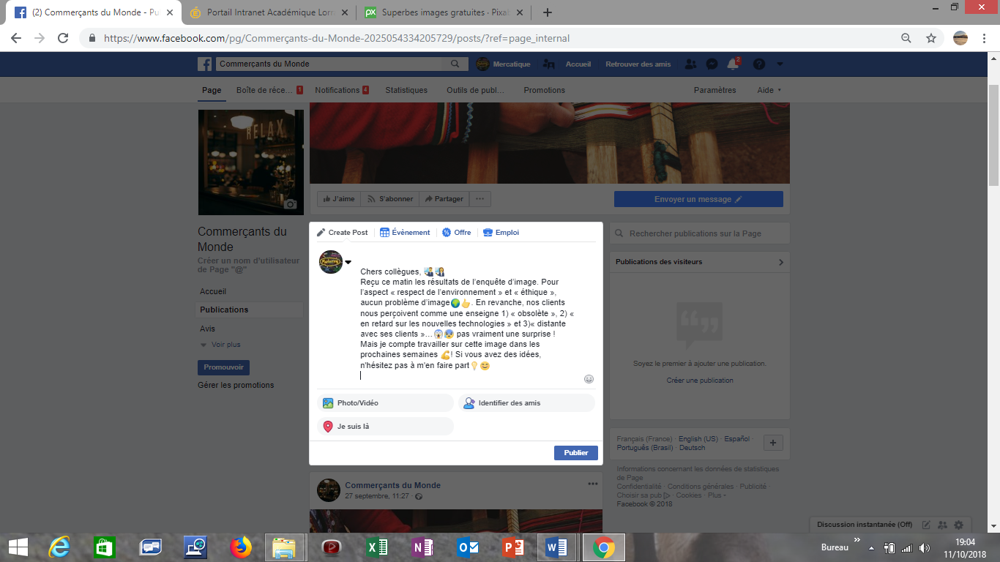 (2) Commerçants du Monde - Pu
Portail Intranet Académique Lorr
Superbes images gratuites · Pixab
https://www.facebook.com/pg/Commerçants-du-Monde-2025054334205729/posts/?ref=page_internal
Commerçants du Monde
Mercatique
Accueil
Retrouver des amis
2
Page
Boîte de réce... 1
Notifications 4
Statistiques
Outils de publ...
Promotions
Paramètres
Aide
RELAX
J'aime
S'abonner
Partager
Envoyer un message
Commerçants du
Monde
Créer un nom d'utilisateur
de Page "@"
Accueil
Publications
Avis
Voir plus
Promouvoir
Gérer les promotions
Create Post
Évènement
Offre
Emploi
Chers collègues,
Reçu ce matin les résultats de l'enquête d'image. Pour
l'aspect « respect de l'environnement » et « éthique »,
aucun problème d'image. En revanche, nos clients
nous perçoivent comme une enseigne 1) « obsolète », 2) «
en retard sur les nouvelles technologies » et 3)« distante
avec ses clients »... pas vraiment une surprise !
Mais je compte travailler sur cette image dans les
prochaines semaines ! Si vous avez des idées,
n'hésitez pas à m'en faire part
Photo/Vidéo
Identifier des amis
Je suis là
Publier
Commerçants du Monde
27 septembre, 11:27 ·
Rechercher publications sur la Page
Publications des visiteurs
Soyez le premier à ajouter une publication.
Créer une publication
Français (France) · English (US) · Español ·
Português (Brasil) · Deutsch
Informations concernant les données de statistiques
de Page
Confidentialité · Conditions générales · Publicité ·
Choisir sa pub · Cookies · Plus
Facebook © 2018
Discussion instantanée (Off)
Bureau
19:04
11/10/2018